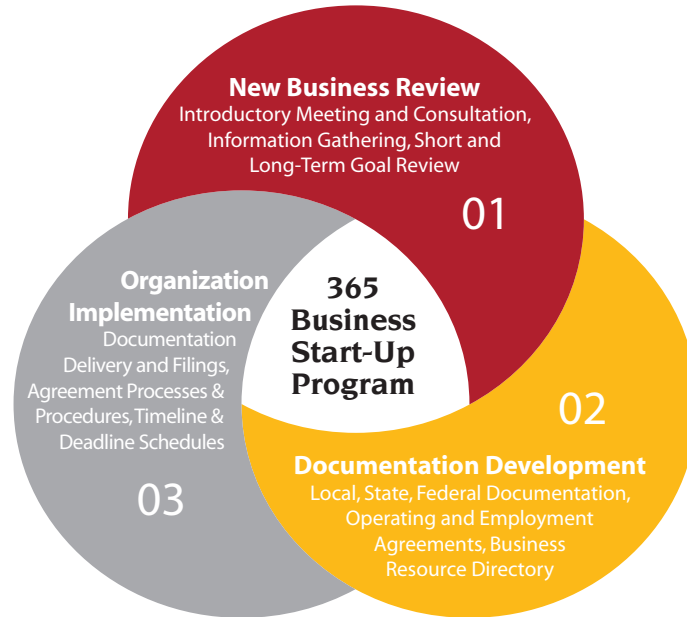 New Business Review
Introductory Meeting and Consultation,
Information Gathering, Short and
Long-Term Goal Review
01
365
Business
Start-Up
Program
02
Documentation Development
Local, State, Federal Documentation,
Operating and Employment
Agreements, Business
Resource Directory
Organization
Implementation
Documentation
Delivery and Filings,
Agreement Processes &
Procedures, Timeline &
Deadline Schedules
03